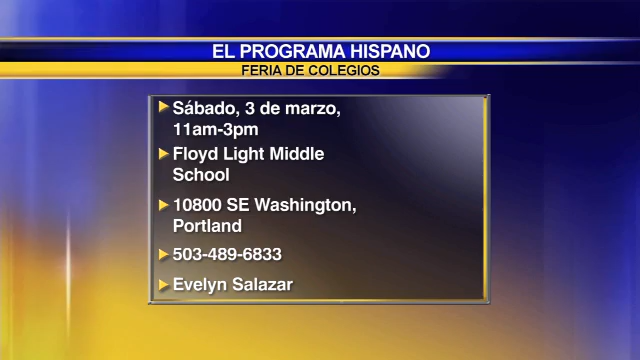 EL PROGRAMA HISPANO
FERIA DE COLEGIOS
Sábado, 3 de marzo,
11am-3pm
Floyd Light Middle
School
10800 SE Washington,
Portland
503-489-6833
Evelyn Salazar